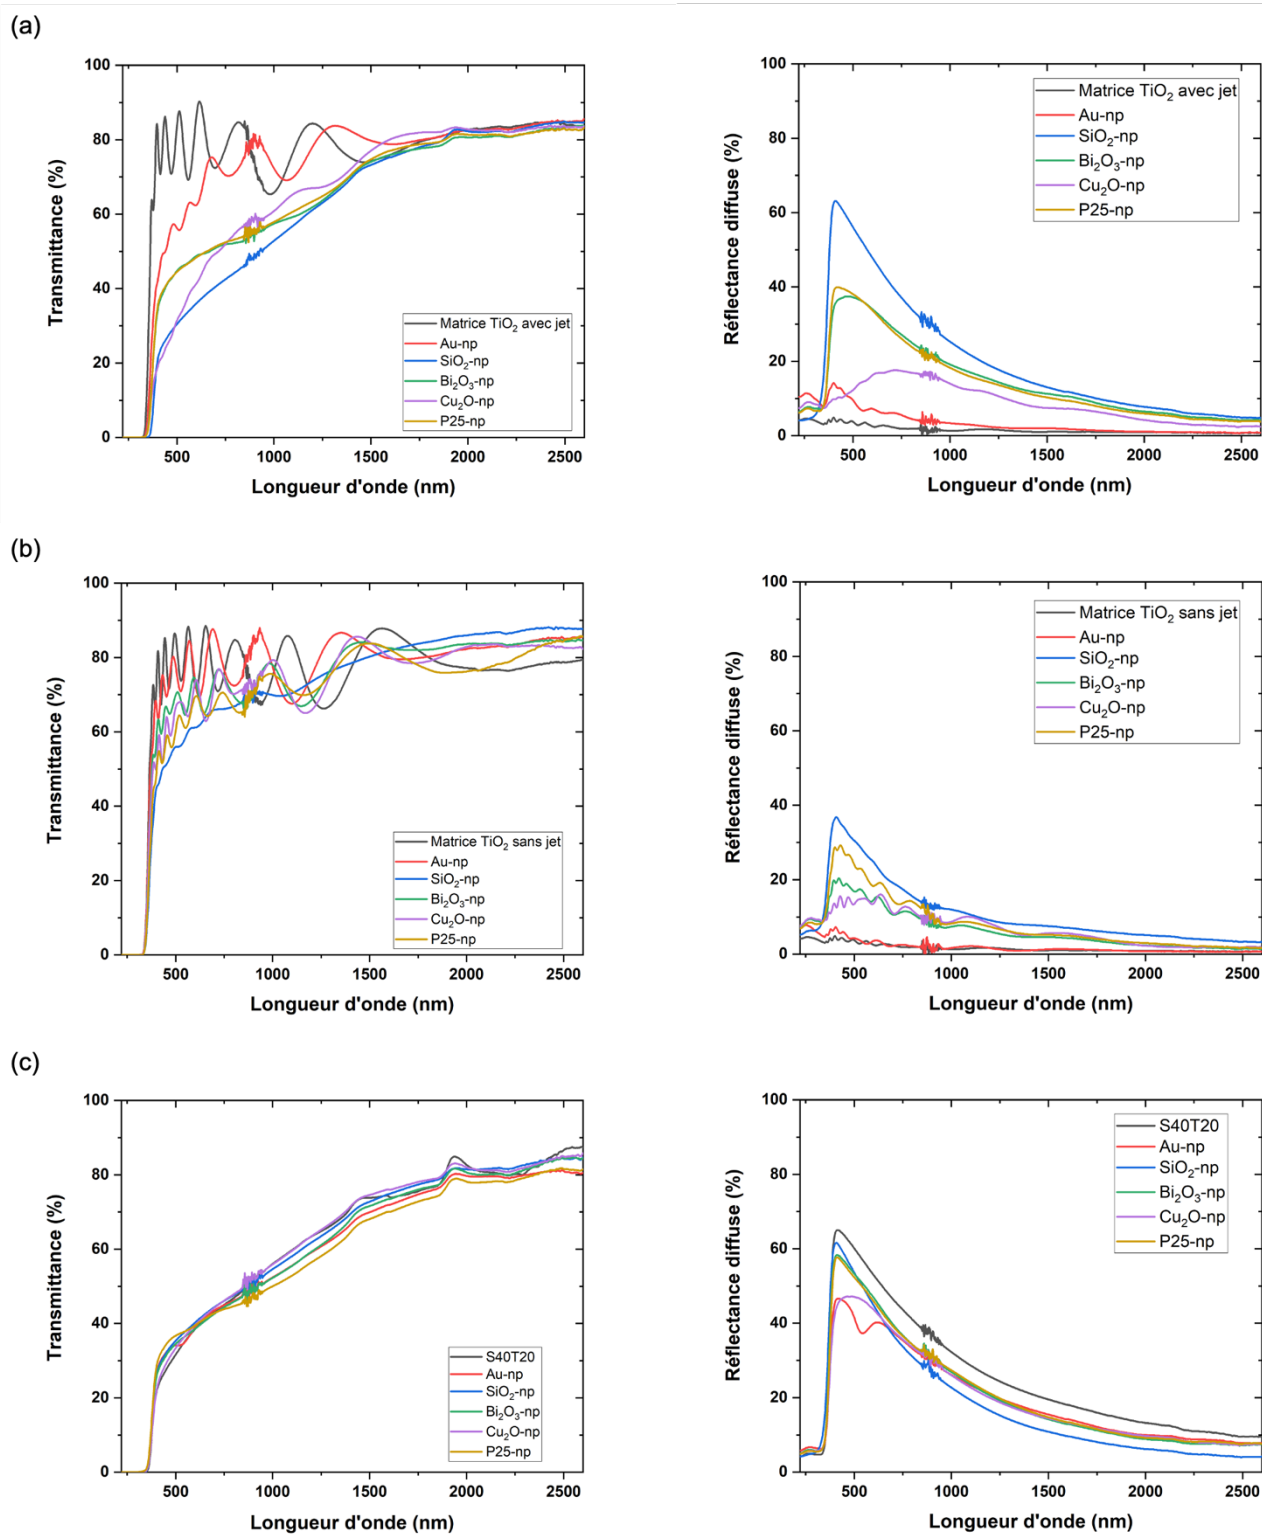 (a)
Transmittance (%)
100
80
60
40
20
0
500
1000
1500
2000
2500
Longueur d'onde (nm)
Matrice TiO₂ avec jet
Au-np
SiO₂-np
Bi₂O₃-np
Cu₂O-np
P25-np
Réflectance diffuse (%)
100
80
60
40
20
0
500
1000
1500
2000
2500
Longueur d'onde (nm)
Matrice TiO₂ avec jet
Au-np
SiO₂-np
Bi₂O₃-np
Cu₂O-np
P25-np
(b)
Transmittance (%)
100
80
60
40
20
0
500
1000
1500
2000
2500
Longueur d'onde (nm)
Matrice TiO₂ sans jet
Au-np
SiO₂-np
Bi₂O₃-np
Cu₂O-np
P25-np
Réflectance diffuse (%)
100
80
60
40
20
0
500
1000
1500
2000
2500
Longueur d'onde (nm)
Matrice TiO₂ sans jet
Au-np
SiO₂-np
Bi₂O₃-np
Cu₂O-np
P25-np
(c)
Transmittance (%)
100
80
60
40
20
0
500
1000
1500
2000
2500
Longueur d'onde (nm)
S40T20
Au-np
SiO₂-np
Bi₂O₃-np
Cu₂O-np
P25-np
Réflectance diffuse (%)
100
80
60
40
20
0
500
1000
1500
2000
2500
Longueur d'onde (nm)
S40T20
Au-np
SiO₂-np
Bi₂O₃-np
Cu₂O-np
P25-np